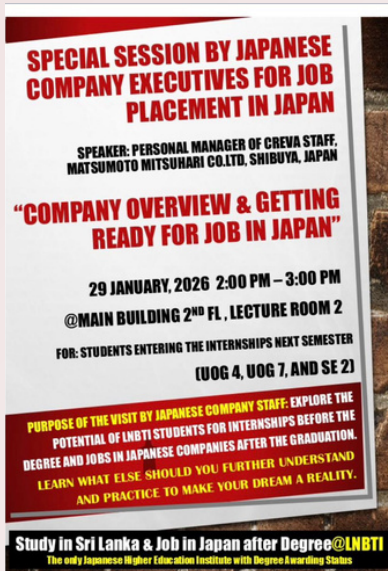 SPECIAL SESSION BY JAPANESE
COMPANY EXECUTIVES FOR JOB
PLACEMENT IN JAPAN
SPEAKER: PERSONAL MANAGER OF CREVA STAFF,
MATSUMOTO MITSUHARI CO.LTD, SHIBUYA, JAPAN
“COMPANY OVERVIEW & GETTING
READY FOR JOB IN JAPAN”
29 JANUARY, 2026 2:00 PM – 3:00 PM
@MAIN BUILDING 2ND FL , LECTURE ROOM 2
FOR: STUDENTS ENTERING THE INTERNSHIPS NEXT SEMESTER
(UOG 4, UOG 7, AND SE 2)
PURPOSE OF THE VISIT BY JAPANESE COMPANY STAFF: EXPLORE THE
POTENTIAL OF LNBTI STUDENTS FOR INTERNSHIPS BEFORE THE
DEGREE AND JOBS IN JAPANESE COMPANIES AFTER THE GRADUATION.
LEARN WHAT ELSE SHOULD YOU FURTHER UNDERSTAND
AND PRACTICE TO MAKE YOUR DREAM A REALITY.
Study in Sri Lanka & Job in Japan after Degree@LNBTI
The only Japanese Higher Education Institute with Degree Awarding Status